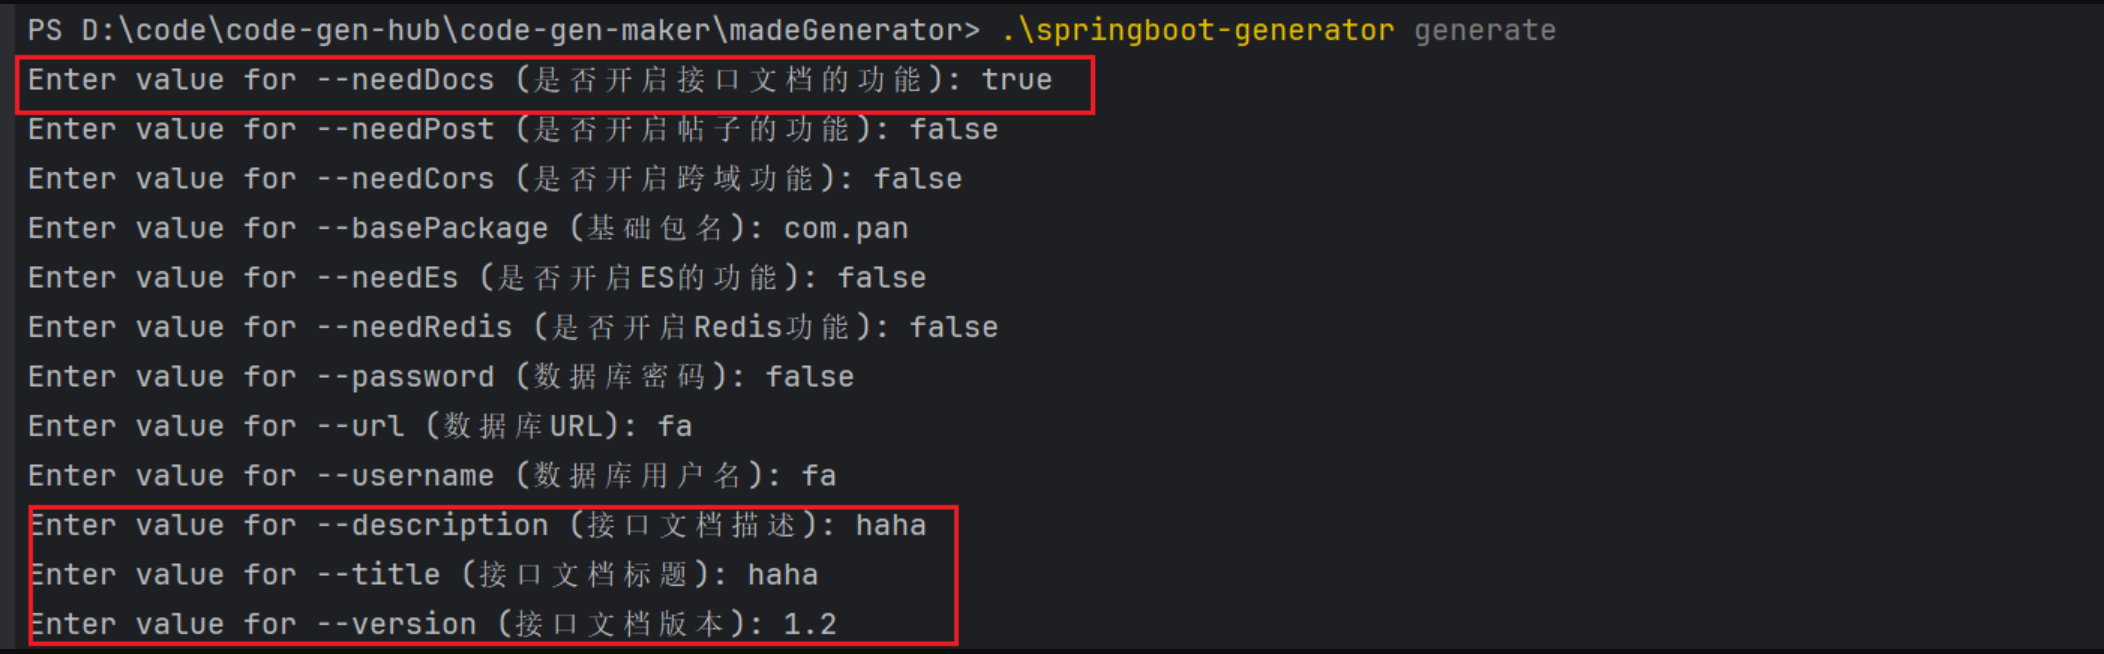 PS D:\code\code-gen-hub\code-gen-maker\madeGenerator> .\springboot-generator generate
Enter value for --needDocs (是否开启接口文档的功能): true
Enter value for --needPost (是否开启帖子的功能): false
Enter value for --needCors (是否开启跨域功能): false
Enter value for --basePackage (基础包名): com.pan
Enter value for --needEs (是否开启ES的功能): false
Enter value for --needRedis (是否开启Redis功能): false
Enter value for --password (数据库密码): false
Enter value for --url (数据库URL): fa
Enter value for --username (数据库用户名): fa
Enter value for --description (接口文档描述): haha
Enter value for --title (接口文档标题): haha
Enter value for --version (接口文档版本): 1.2